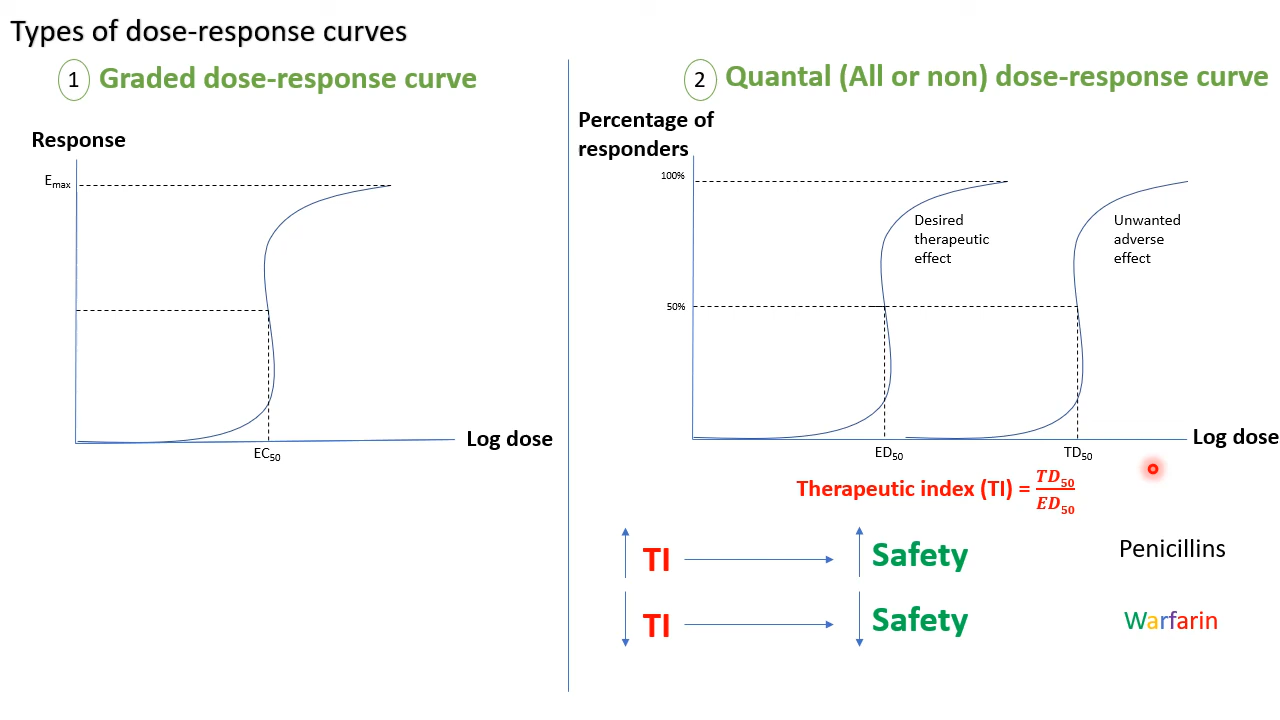 Types of dose-response curves
1 Graded dose-response curve
Response
Emax
EC50
Log dose
2 Quantal (All or non) dose-response curve
Percentage of
responders
100%
50%
Desired
therapeutic
effect
Unwanted
adverse
effect
ED50
TD50
Log dose
Therapeutic index (TI) = TD50
ED50
TI Safety Penicillins
TI Safety Warfarin